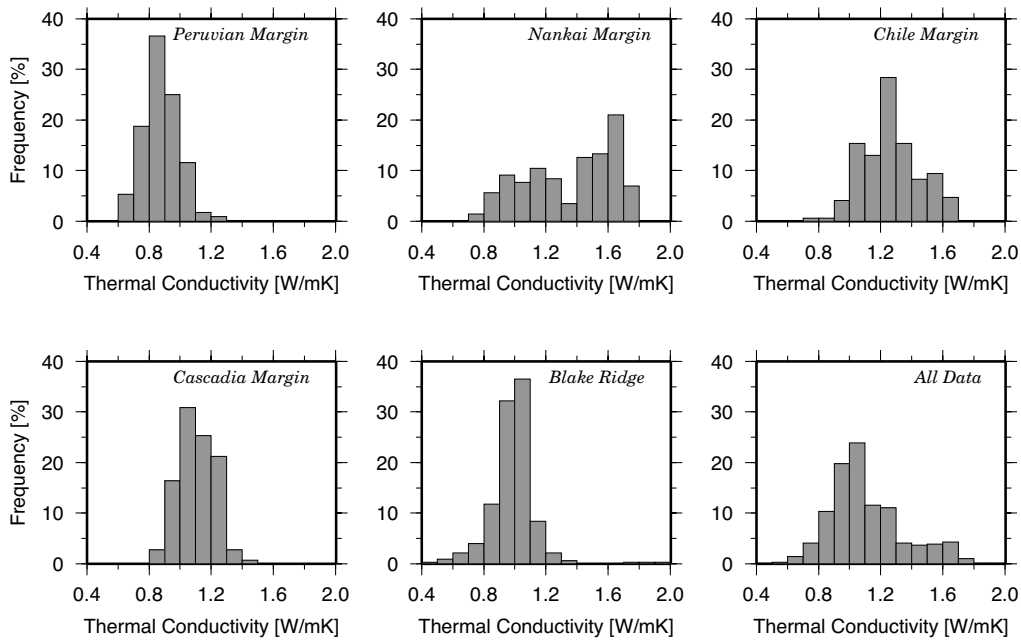 Peruvian Margin
Nankai Margin
Chile Margin
Frequency [%]
40
30
20
10
0
40
30
20
10
0
40
30
20
10
0
0.4 0.8 1.2 1.6 2.0
0.4 0.8 1.2 1.6 2.0
0.4 0.8 1.2 1.6 2.0
Thermal Conductivity [W/mK]
Thermal Conductivity [W/mK]
Thermal Conductivity [W/mK]
Cascadia Margin
Blake Ridge
All Data
Frequency [%]
40
30
20
10
0
40
30
20
10
0
40
30
20
10
0
0.4 0.8 1.2 1.6 2.0
0.4 0.8 1.2 1.6 2.0
0.4 0.8 1.2 1.6 2.0
Thermal Conductivity [W/mK]
Thermal Conductivity [W/mK]
Thermal Conductivity [W/mK]